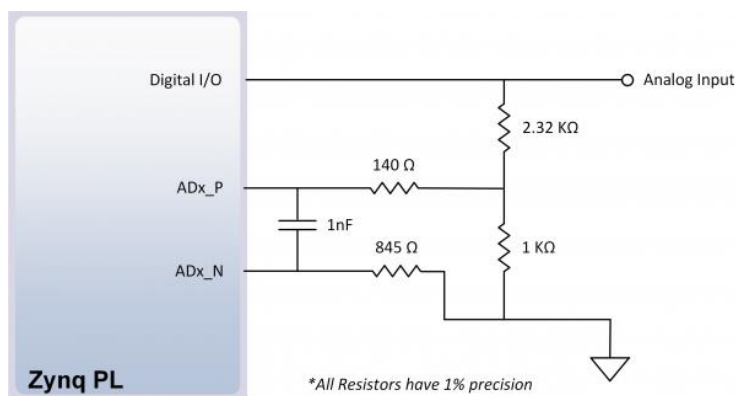 Digital I/O
Analog Input
2.32 KΩ
140 Ω
ADx_P
1nF
845 Ω
1 KΩ
ADx_N
Zynq PL
*All Resistors have 1% precision